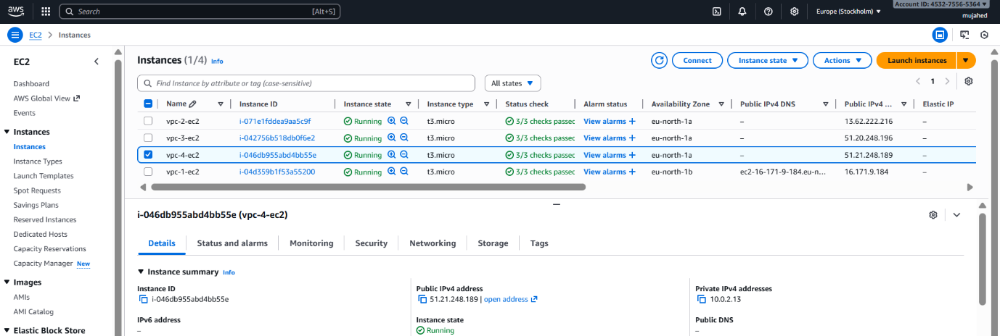 aws Search [Alt+S] Europe (Stockholm) Account ID: 4532-7556-5364
mujahed
EC2 > Instances
EC2
Dashboard
AWS Global View
Events
Instances
Instances
Instance Types
Launch Templates
Spot Requests
Savings Plans
Reserved Instances
Dedicated Hosts
Capacity Reservations
Capacity Manager New
Images
AMIs
AMI Catalog
Elastic Block Store
Instances (1/4) Info Connect Instance state Actions Launch instances
Find Instance by attribute or tag (case-sensitive) All states 1
Name Instance ID Instance state Instance type Status check Alarm status Availability Zone Public IPv4 DNS Public IPv4 ... Elastic IP
vpc-2-ec2 i-071e1fddea9aa5c9f Running t3.micro 3/3 checks passed View alarms + eu-north-1a – 13.62.222.216 –
vpc-3-ec2 i-042756b518db0f6e2 Running t3.micro 3/3 checks passed View alarms + eu-north-1a – 51.20.248.196 –
vpc-4-ec2 i-046db955abd4bb55e Running t3.micro 3/3 checks passed View alarms + eu-north-1a – 51.21.248.189 –
vpc-1-ec2 i-04d359b1f53a55200 Running t3.micro 3/3 checks passed View alarms + eu-north-1b ec2-16-171-9-184.eu-n... 16.171.9.184 –
i-046db955abd4bb55e (vpc-4-ec2)
Details Status and alarms Monitoring Security Networking Storage Tags
Instance summary Info
Instance ID
i-046db955abd4bb55e
IPv6 address
–
Public IPv4 address
51.21.248.189 | open address
Instance state
Running
Private IPv4 addresses
10.0.2.13
Public DNS
–